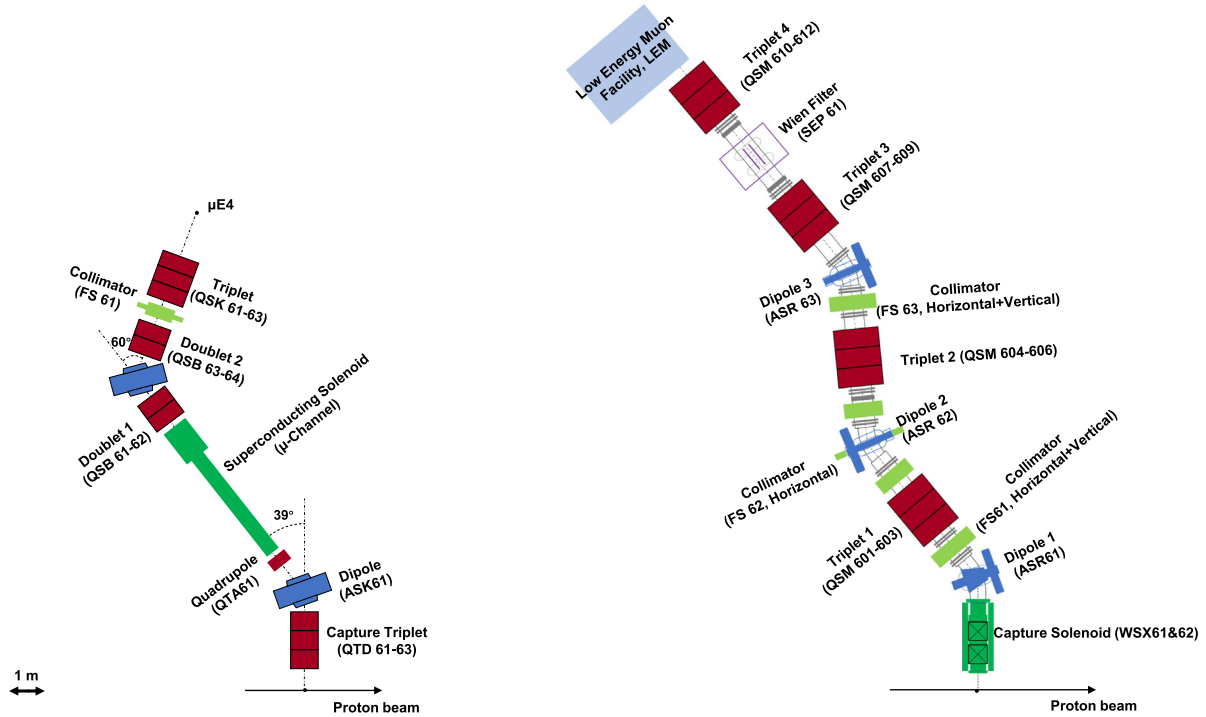 µE4
Collimator
(FS 61)
Triplet
(QSK 61-63)
60°
Doublet 2
(QSB 63-64)
Doublet 1
(QSB 61-62)
Superconducting Solenoid
(µ-Channel)
39°
Quadrupole
(QTA61)
Dipole
(ASK61)
Capture Triplet
(QTD 61-63)
1 m
Proton beam
Low Energy Muon
Facility, LEM
Triplet 4
(QSM 610-612)
Wien Filter
(SEP 61)
Triplet 3
(QSM 607-609)
Dipole 3
(ASR 63)
Collimator
(FS 63, Horizontal+Vertical)
Triplet 2 (QSM 604-606)
Dipole 2
(ASR 62)
Collimator
(FS 62, Horizontal)
Collimator
(FS61, Horizontal+Vertical)
Triplet 1
(QSM 601-603)
Dipole 1
(ASR61)
Capture Solenoid (WSX61&62)
Proton beam